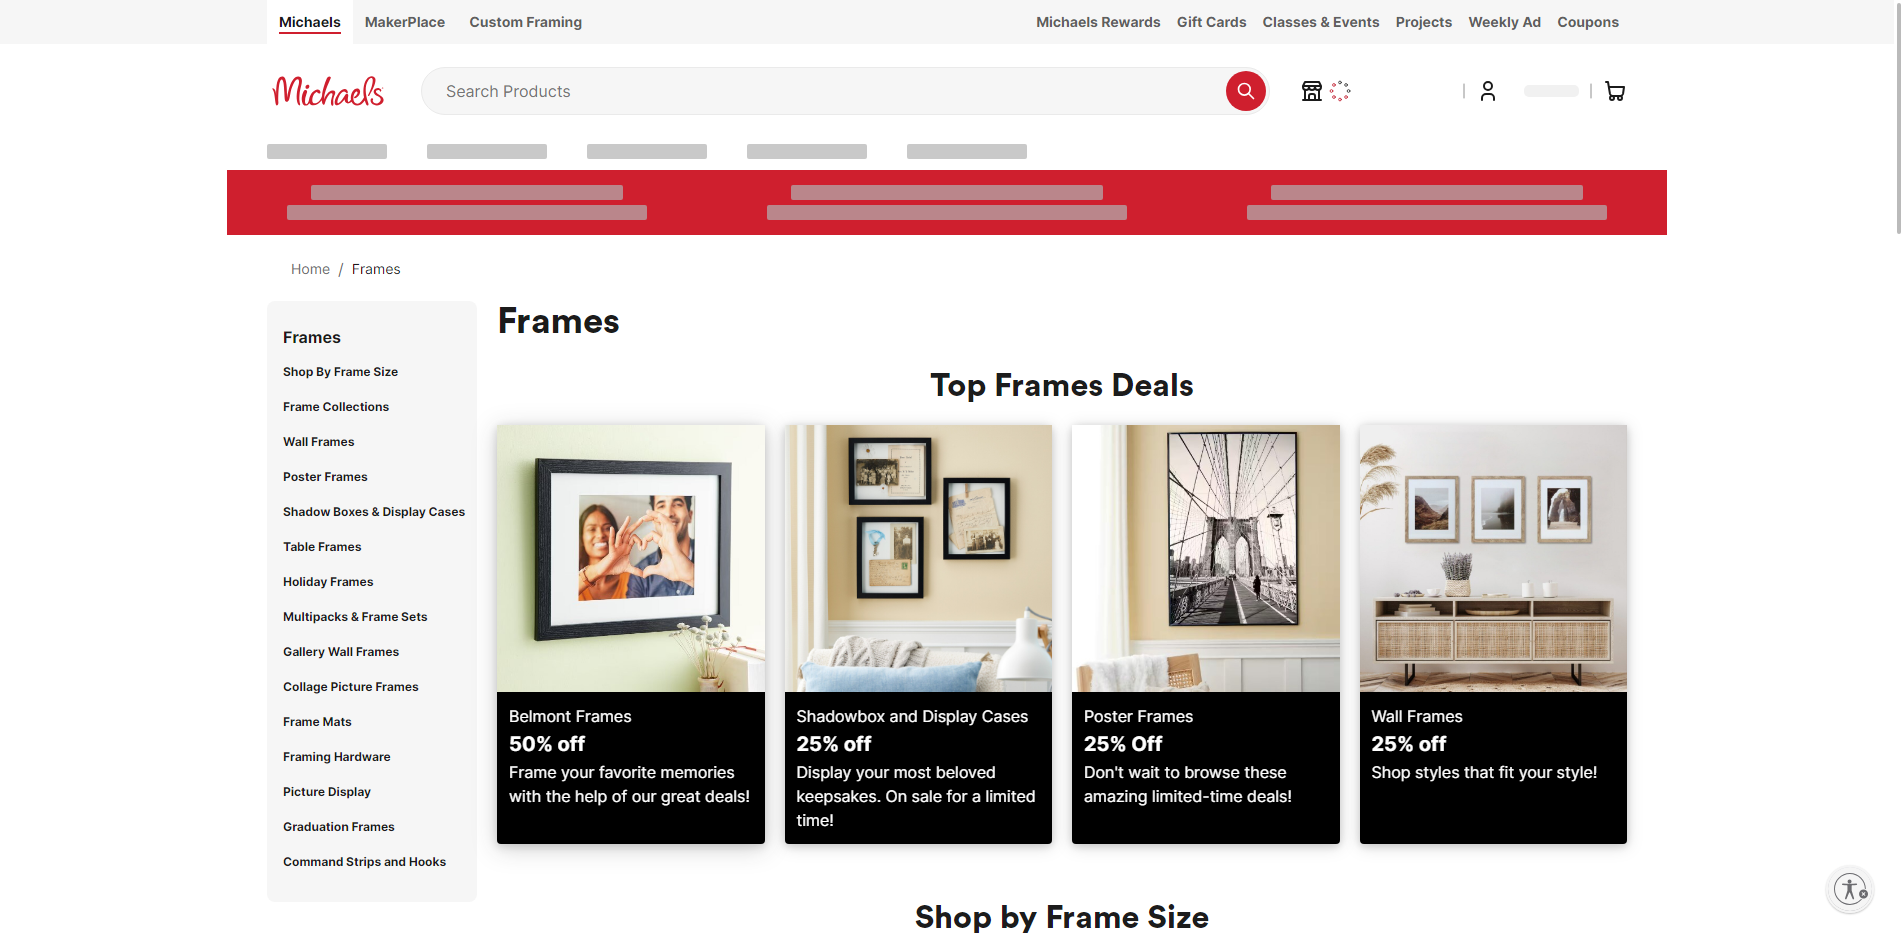 Michaels
MakerPlace
Custom Framing
Michaels Rewards
Gift Cards
Classes & Events
Projects
Weekly Ad
Coupons
Michaels
Search Products
Home / Frames
Frames
Shop By Frame Size
Frame Collections
Wall Frames
Poster Frames
Shadow Boxes & Display Cases
Table Frames
Holiday Frames
Multipacks & Frame Sets
Gallery Wall Frames
Collage Picture Frames
Frame Mats
Framing Hardware
Picture Display
Graduation Frames
Command Strips and Hooks
Frames
Top Frames Deals
Belmont Frames
50% off
Frame your favorite memories
with the help of our great deals!
Shadowbox and Display Cases
25% off
Display your most beloved
keepsakes. On sale for a limited
time!
Poster Frames
25% Off
Don't wait to browse these
amazing limited-time deals!
Wall Frames
25% off
Shop styles that fit your style!
Shop by Frame Size